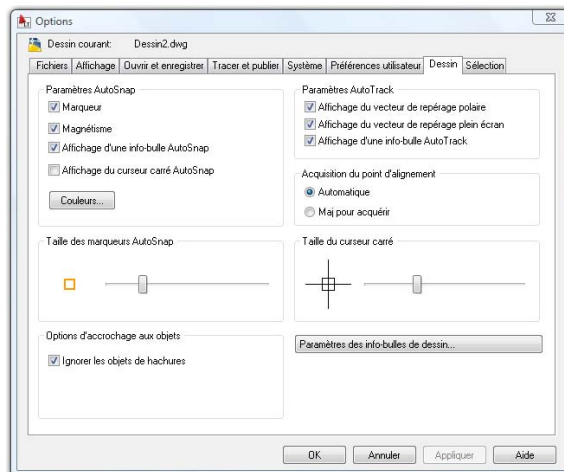 Options
Dessin courant: Dessin2.dwg
Fichiers Affichage Ouvrir et enregistrer Tracer et publier Système Préférences utilisateur Dessin Sélection
Paramètres AutoSnap
Marqueur
Magnétisme
Affichage d'une info-bulle AutoSnap
Affichage du curseur carré AutoSnap
Couleurs...
Paramètres AutoTrack
Affichage du vecteur de repérage polaire
Affichage du vecteur de repérage plein écran
Affichage d'une info-bulle AutoTrack
Acquisition du point d'alignement
Automatique
Maj pour acquérir
Taille des marqueurs AutoSnap
Taille du curseur carré
Options d'accrochage aux objets
Ignorer les objets de hachures
Paramètres des info-bulles de dessin...
OK Annuler Appliquer Aide